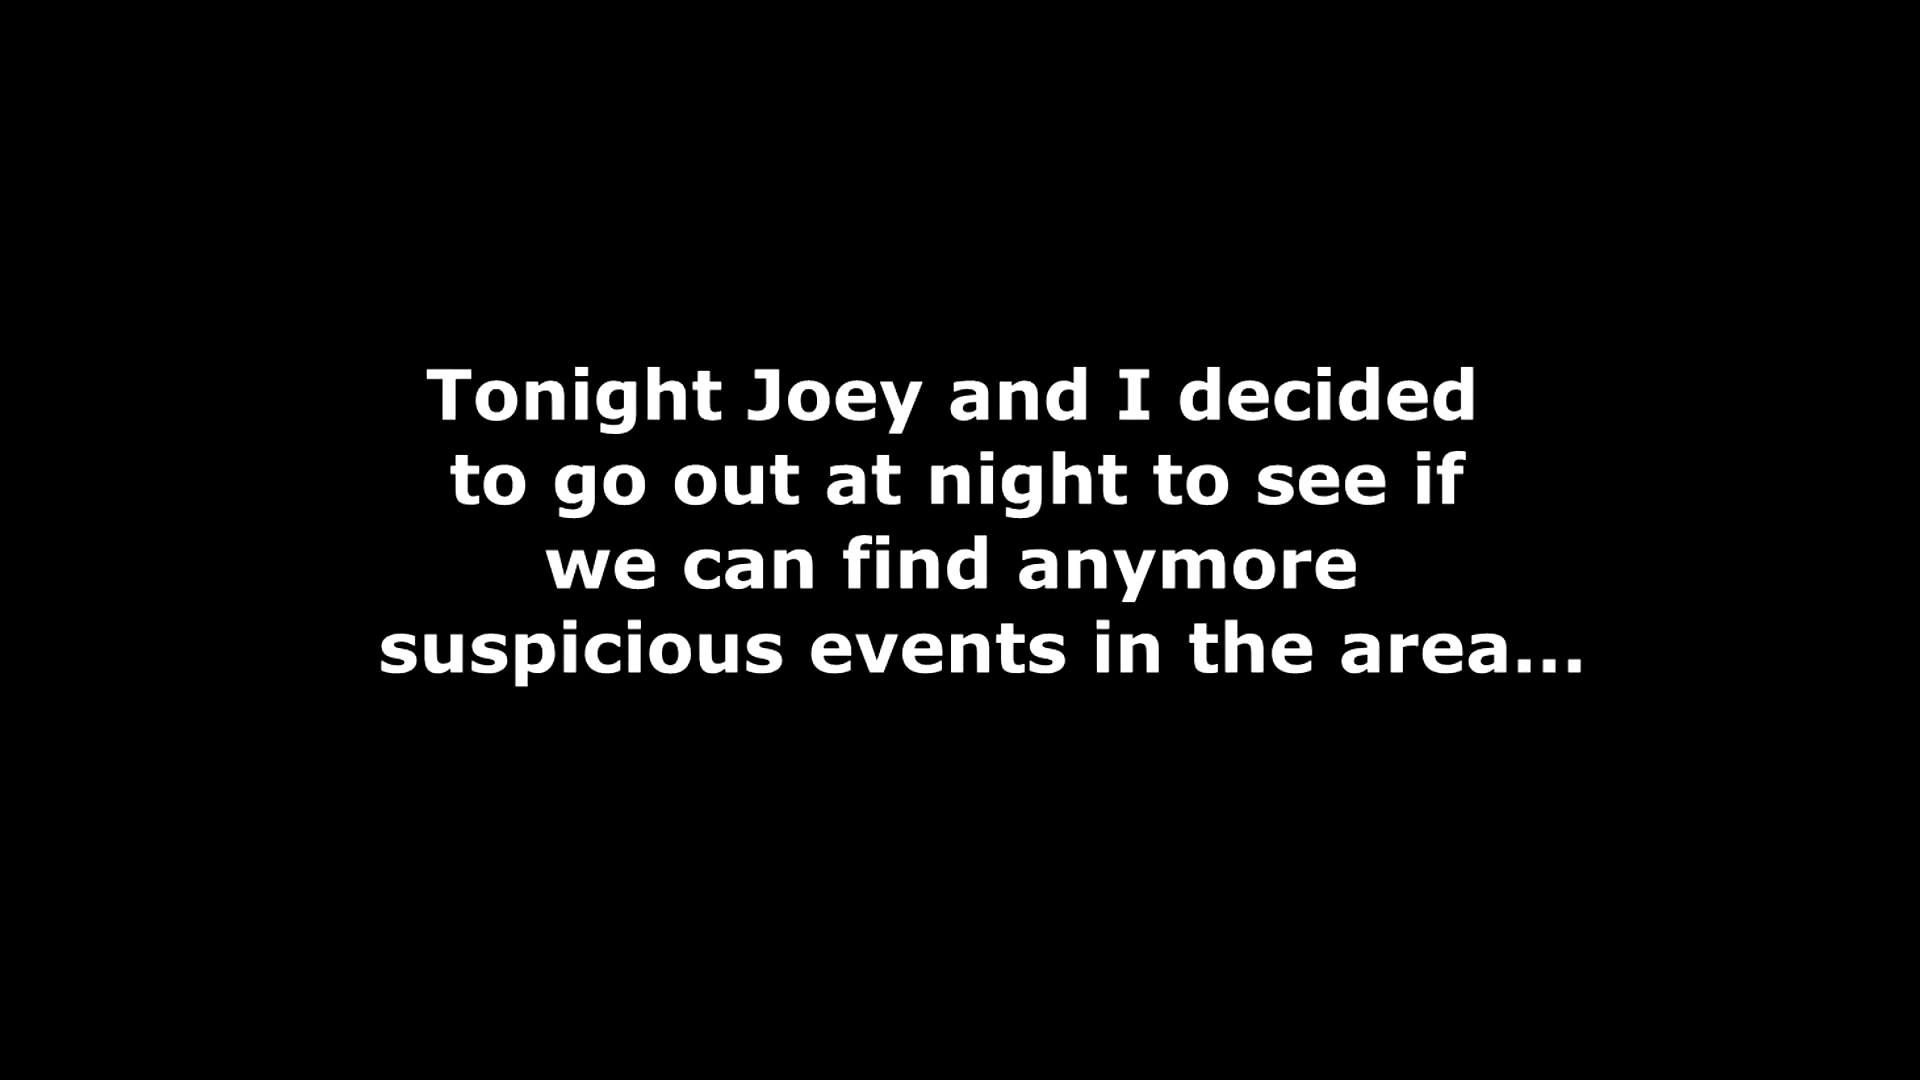 Tonight Joey and I decided
to go out at night to see if
we can find anymore
suspicious events in the area...